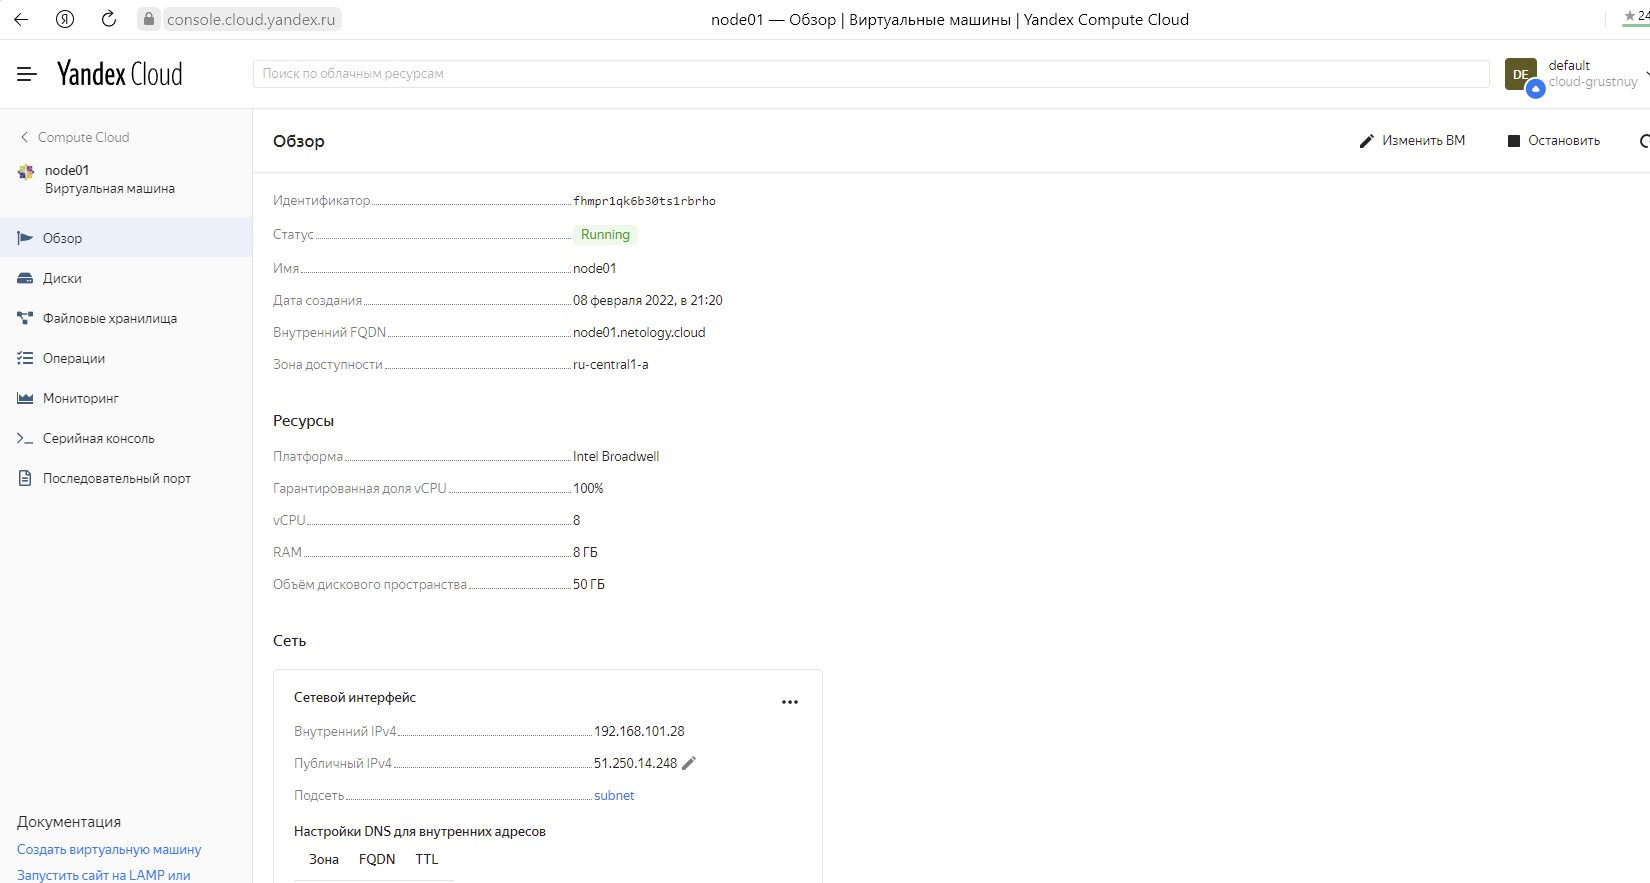 Я
console.cloud.yandex.ru
node01 — Обзор | Виртуальные машины | Yandex Compute Cloud
★ 24
Yandex Cloud
Поиск по облачным ресурсам
DE
default
cloud-grustnuy
Compute Cloud
node01
Виртуальная машина
Обзор
Диски
Файловые хранилища
Операции
Мониторинг
Серийная консоль
Последовательный порт
Документация
Создать виртуальную машину
Запустить сайт на LAMP или
Обзор
Изменить ВМ
Остановить
Идентификатор fhmpr1qk6b30ts1rbrho
Статус Running
Имя node01
Дата создания 08 февраля 2022, в 21:20
Внутренний FQDN node01.netology.cloud
Зона доступности ru-central1-a
Ресурсы
Платформа Intel Broadwell
Гарантированная доля vCPU 100%
vCPU 8
RAM 8 ГБ
Объём дискового пространства 50 ГБ
Сеть
Сетевой интерфейс
Внутренний IPv4 192.168.101.28
Публичный IPv4 51.250.14.248
Подсеть subnet
Настройки DNS для внутренних адресов
Зона FQDN TTL